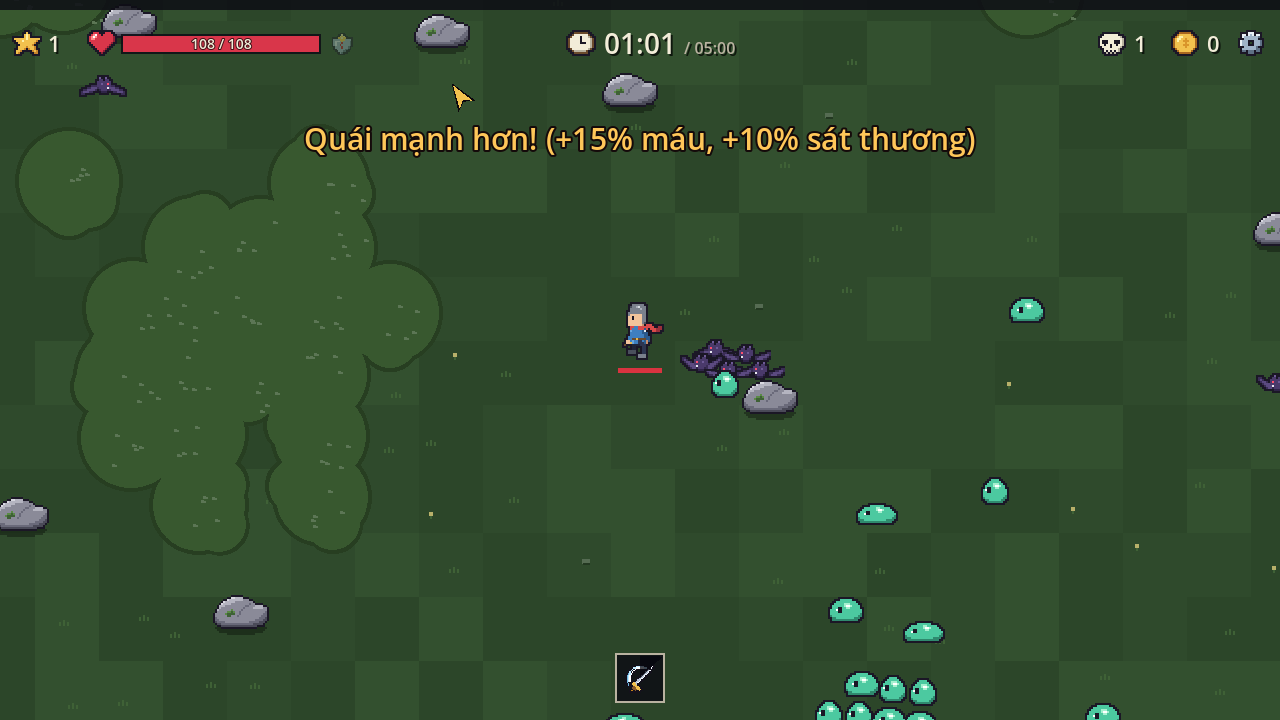 1
108 / 108
01:01 / 05:00
1
0
Quái mạnh hơn! (+15% máu, +10% sát thương)